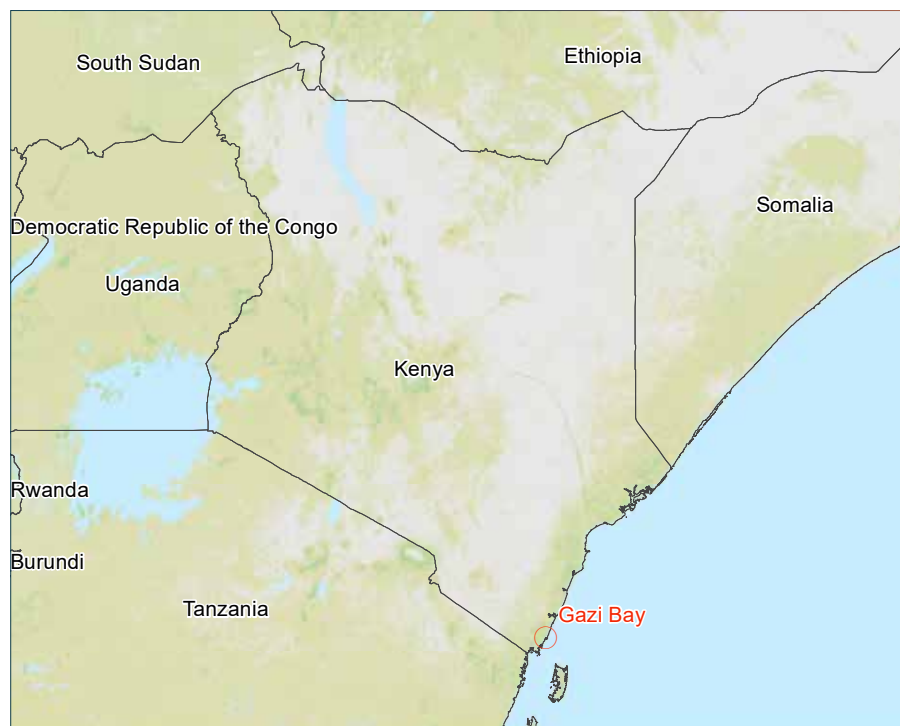 Ethiopia
South Sudan
Somalia
Democratic Republic of the Congo
Uganda
Kenya
Rwanda
Burundi
Tanzania
Gazi Bay